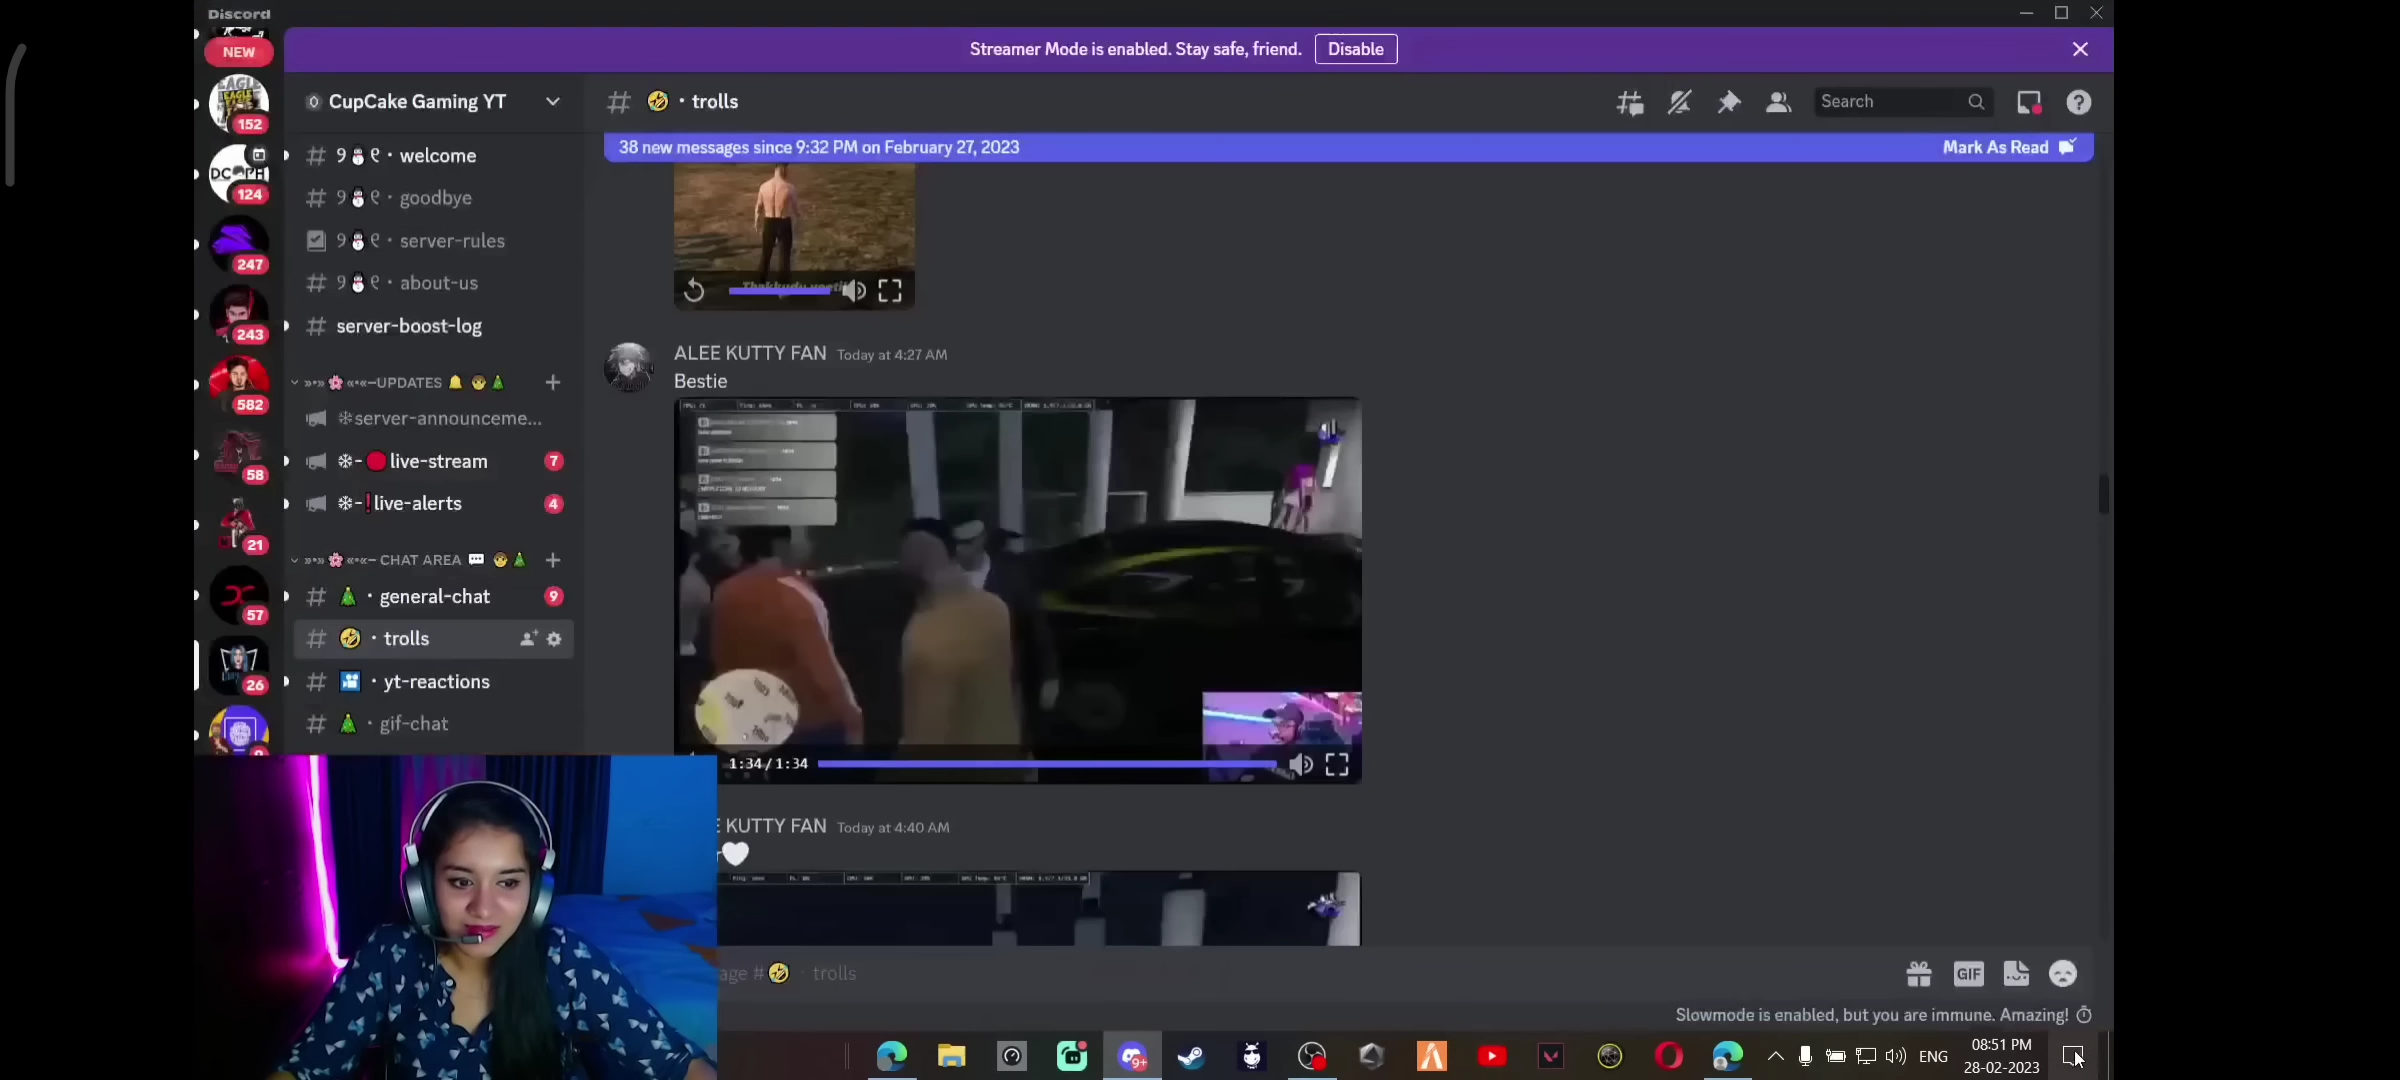 Discord
Streamer Mode is enabled. Stay safe, friend. Disable
NEW
152
124
247
243
582
58
21
57
26
CupCake Gaming YT
welcome
goodbye
server-rules
about-us
server-boost-log
UPDATES
server-announceme...
live-stream 7
live-alerts 4
CHAT AREA
general-chat 9
trolls
yt-reactions
gif-chat
# 🤣 · trolls
Search
38 new messages since 9:32 PM on February 27, 2023
Mark As Read
ALEE KUTTY FAN Today at 4:27 AM
Bestie
1:34 / 1:34
KUTTY FAN Today at 4:40 AM
trolls
GIF
Slowmode is enabled, but you are immune. Amazing!
9+
ENG
08:51 PM
28-02-2023